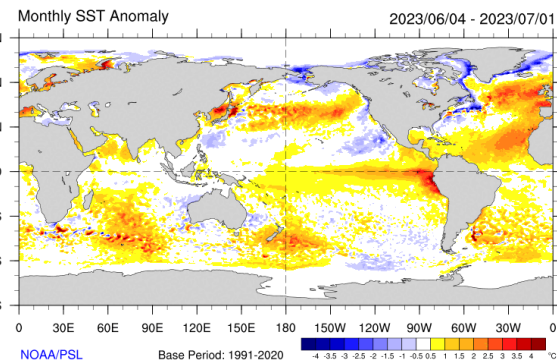 Monthly SST Anomaly 2023/06/04 - 2023/07/01
0 30E 60E 90E 120E 150E 180 150W 120W 90W 60W 30W 0
-4 -3.5 -3 -2.5 -2 -1.5 -1 -0.5 0.5 1 1.5 2 2.5 3 3.5 4 °C
NOAA/PSL Base Period: 1991-2020